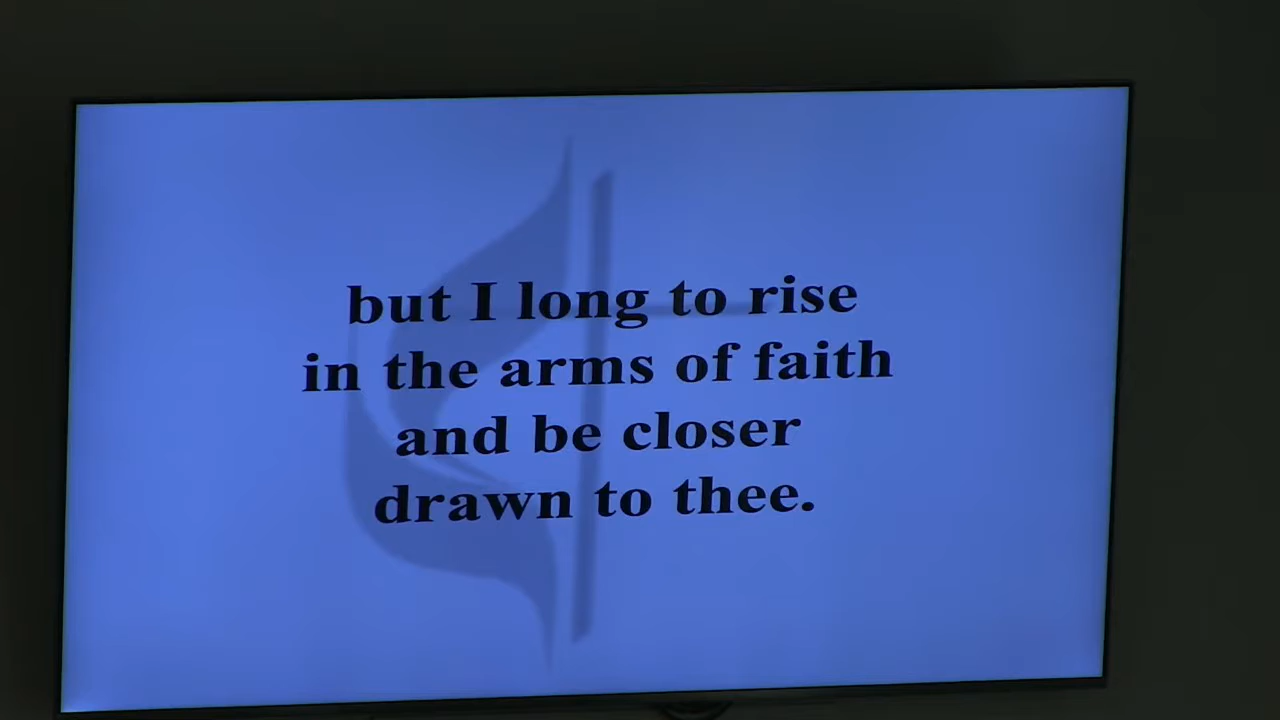 but I long to rise
in the arms of faith
and be closer
drawn to thee.